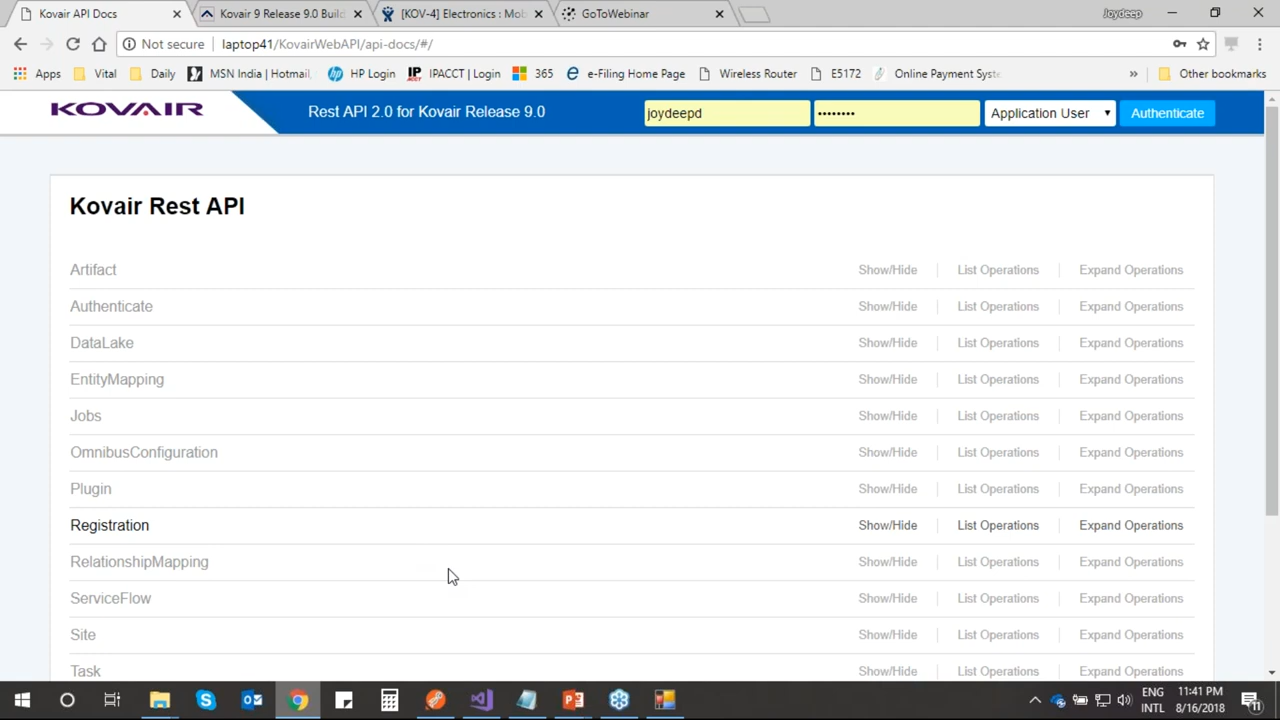 Kovair API Docs
Kovair 9 Release 9.0 Build
[KOV-4] Electronics : Mob
GoToWebinar
Joydeep
Not secure laptop41/KovairWebAPI/api-docs/#/
Apps Vital Daily MSN India | Hotmail, HP Login IPACCT | Login 365 e-Filing Home Page Wireless Router E5172 Online Payment Syste » Other bookmarks
KOVAIR Rest API 2.0 for Kovair Release 9.0 joydeepd •••••••• Application User Authenticate
Kovair Rest API
Artifact Show/Hide List Operations Expand Operations
Authenticate Show/Hide List Operations Expand Operations
DataLake Show/Hide List Operations Expand Operations
EntityMapping Show/Hide List Operations Expand Operations
Jobs Show/Hide List Operations Expand Operations
OmnibusConfiguration Show/Hide List Operations Expand Operations
Plugin Show/Hide List Operations Expand Operations
Registration Show/Hide List Operations Expand Operations
RelationshipMapping Show/Hide List Operations Expand Operations
ServiceFlow Show/Hide List Operations Expand Operations
Site Show/Hide List Operations Expand Operations
Task Show/Hide List Operations Expand Operations
ENG 11:41 PM
INTL 8/16/2018 11